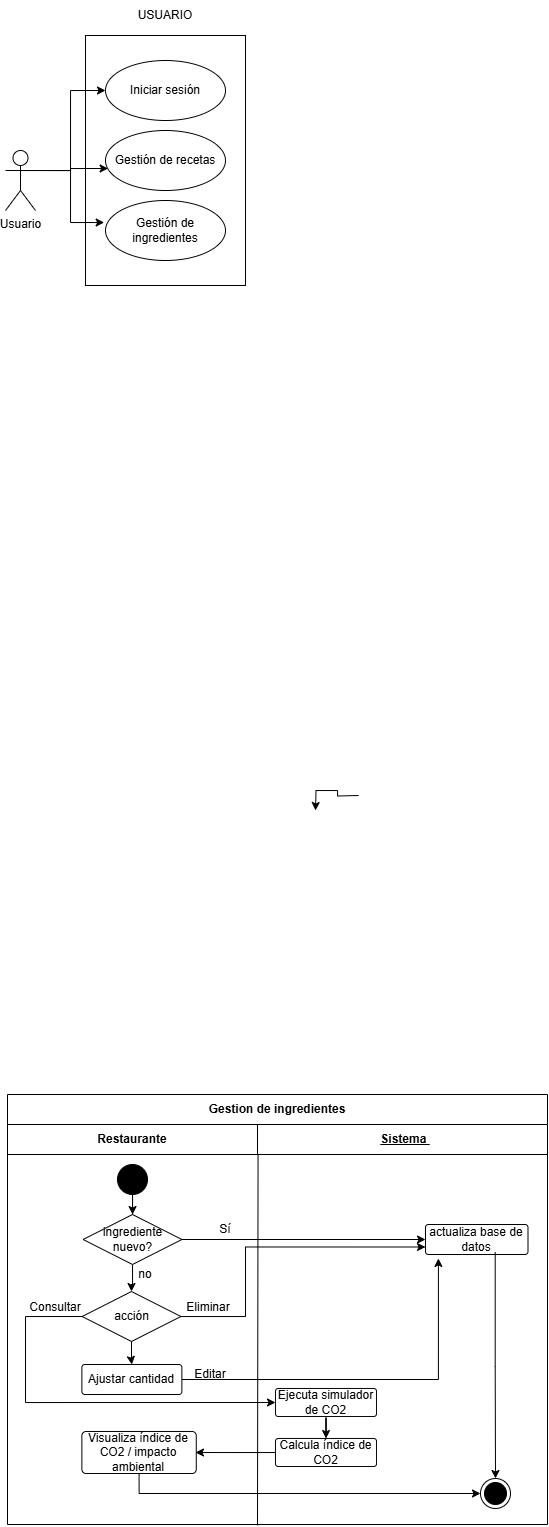 USUARIO
Iniciar sesión
Gestión de recetas
Usuario
Gestión de
ingredientes
Gestion de ingredientes
Restaurante
Sistema
ingrediente
nuevo?
Sí
actualiza base de
datos
no
Consultar
acción
Eliminar
Ajustar cantidad
Editar
Ejecuta simulador
de CO2
Visualiza índice de
CO2 / impacto
ambiental
Calcula índice de
CO2